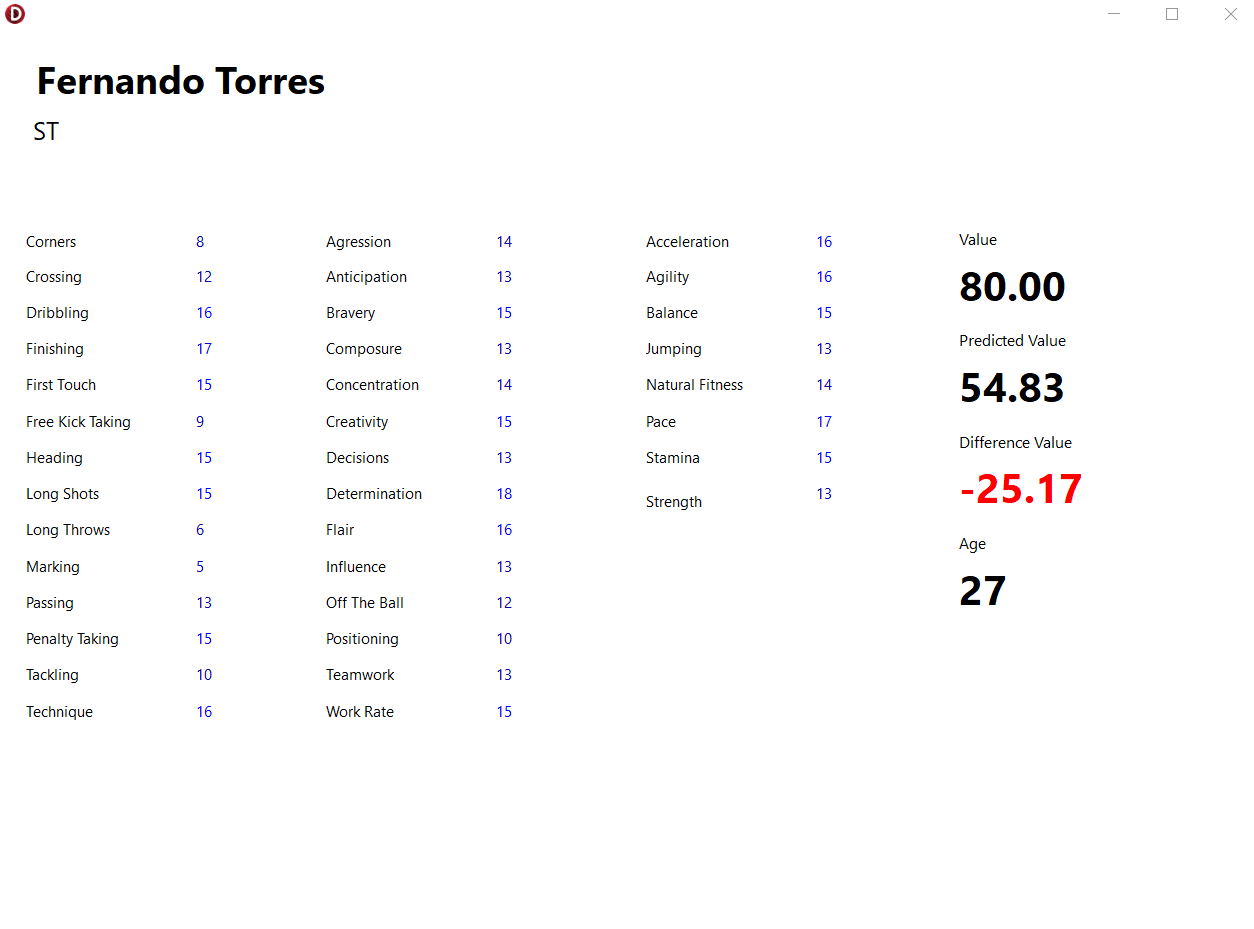 D
Fernando Torres
ST
Corners 8 Agression 14 Acceleration 16 Value
Crossing 12 Anticipation 13 Agility 16 80.00
Dribbling 16 Bravery 15 Balance 15
Finishing 17 Composure 13 Jumping 13 Predicted Value
First Touch 15 Concentration 14 Natural Fitness 14 54.83
Free Kick Taking 9 Creativity 15 Pace 17
Heading 15 Decisions 13 Stamina 15 Difference Value
Long Shots 15 Determination 18 Strength 13 -25.17
Long Throws 6 Flair 16 Age
Marking 5 Influence 13
Passing 13 Off The Ball 12 27
Penalty Taking 15 Positioning 10
Tackling 10 Teamwork 13
Technique 16 Work Rate 15